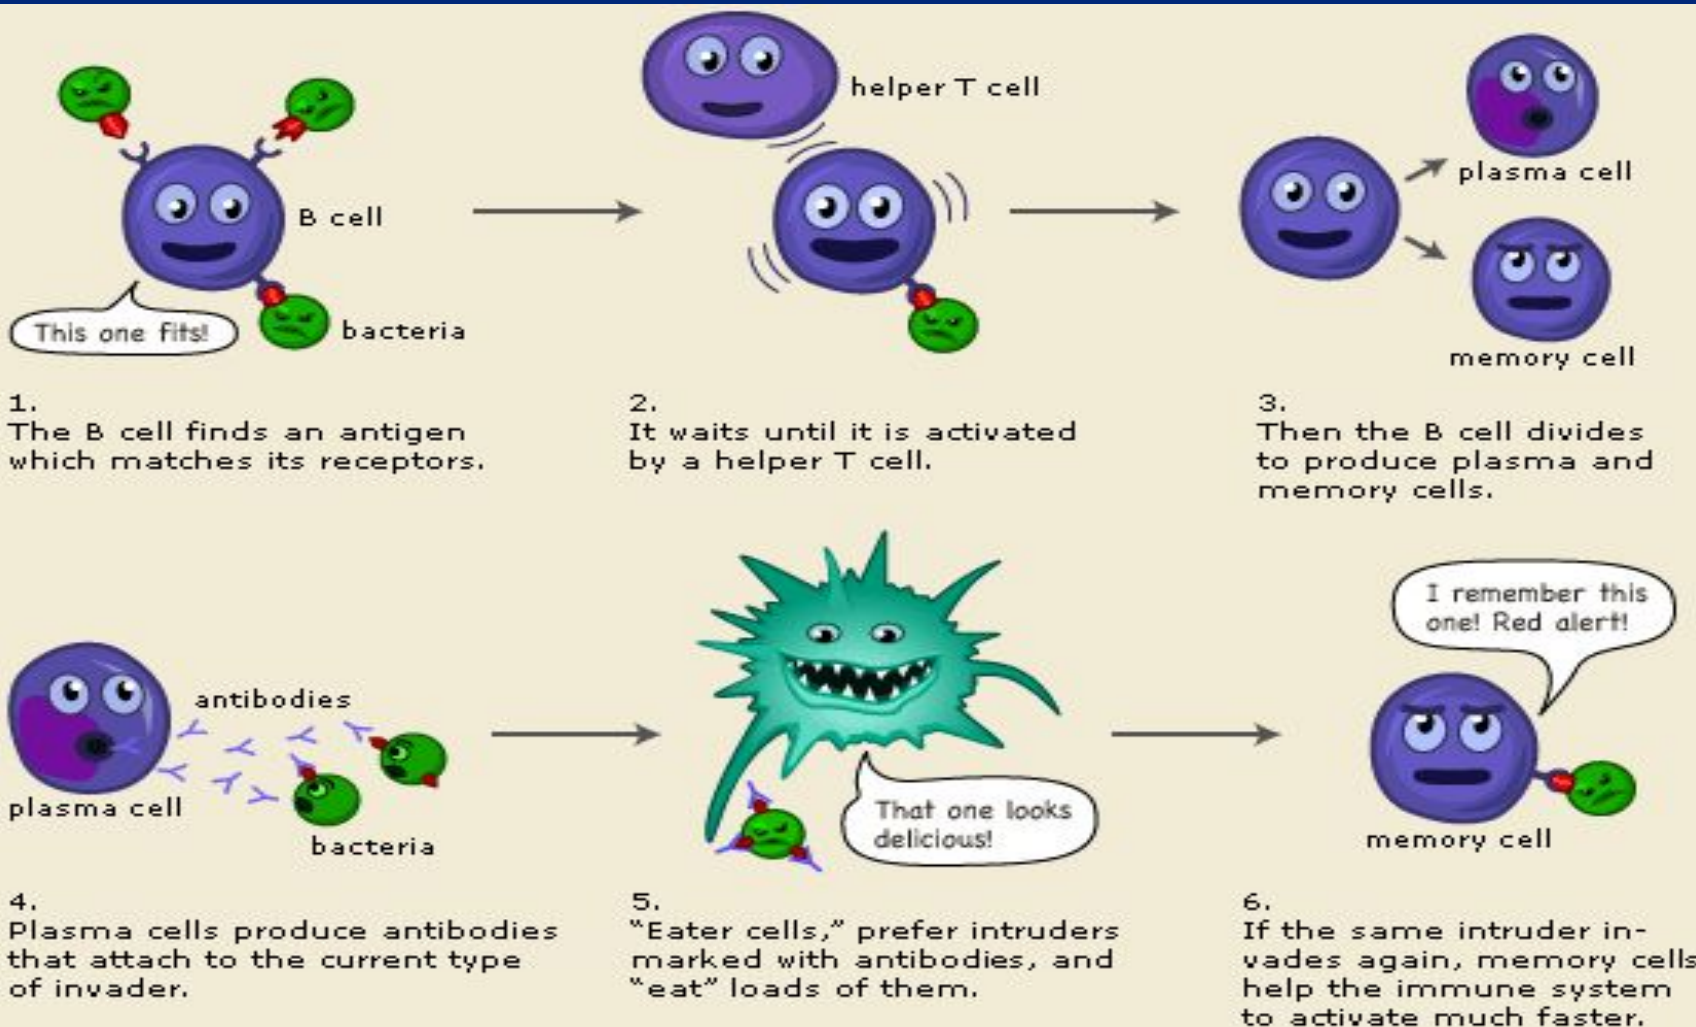 helper T cell
plasma cell
B cell
This one fits!
bacteria
memory cell
1.
The B cell finds an antigen
which matches its receptors.
2.
It waits until it is activated
by a helper T cell.
3.
Then the B cell divides
to produce plasma and
memory cells.
I remember this
one! Red alert!
antibodies
plasma cell
bacteria
That one looks
delicious!
memory cell
4.
Plasma cells produce antibodies
that attach to the current type
of invader.
5.
“Eater cells,” prefer intruders
marked with antibodies, and
“eat” loads of them.
6.
If the same intruder in-
vades again, memory cells
help the immune system
to activate much faster.